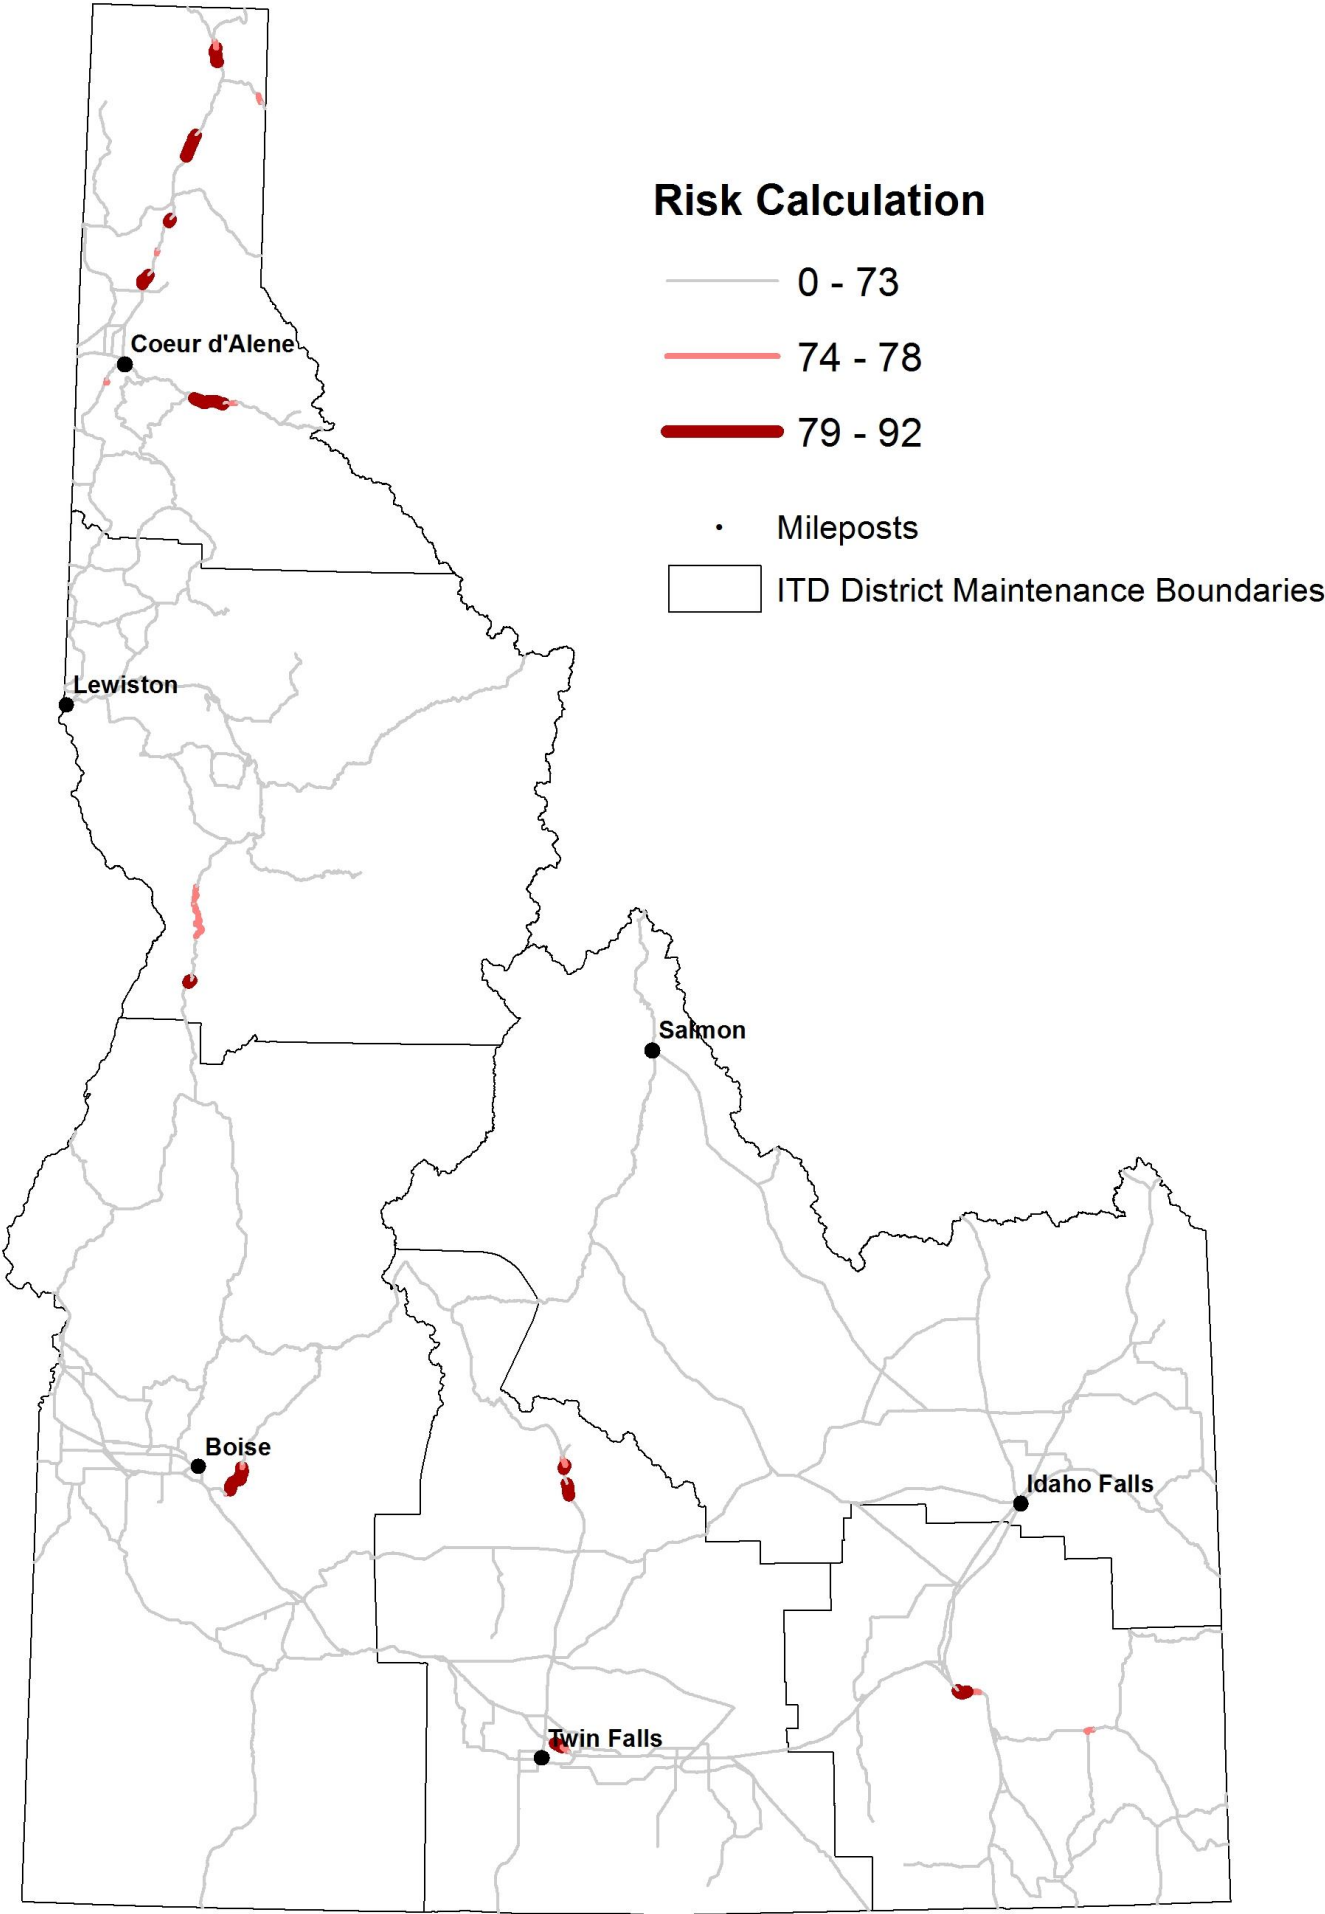 Risk Calculation
0 - 73
74 - 78
79 - 92
Mileposts
ITD District Maintenance Boundaries
Coeur d'Alene
Lewiston
Salmon
Boise
Idaho Falls
Twin Falls